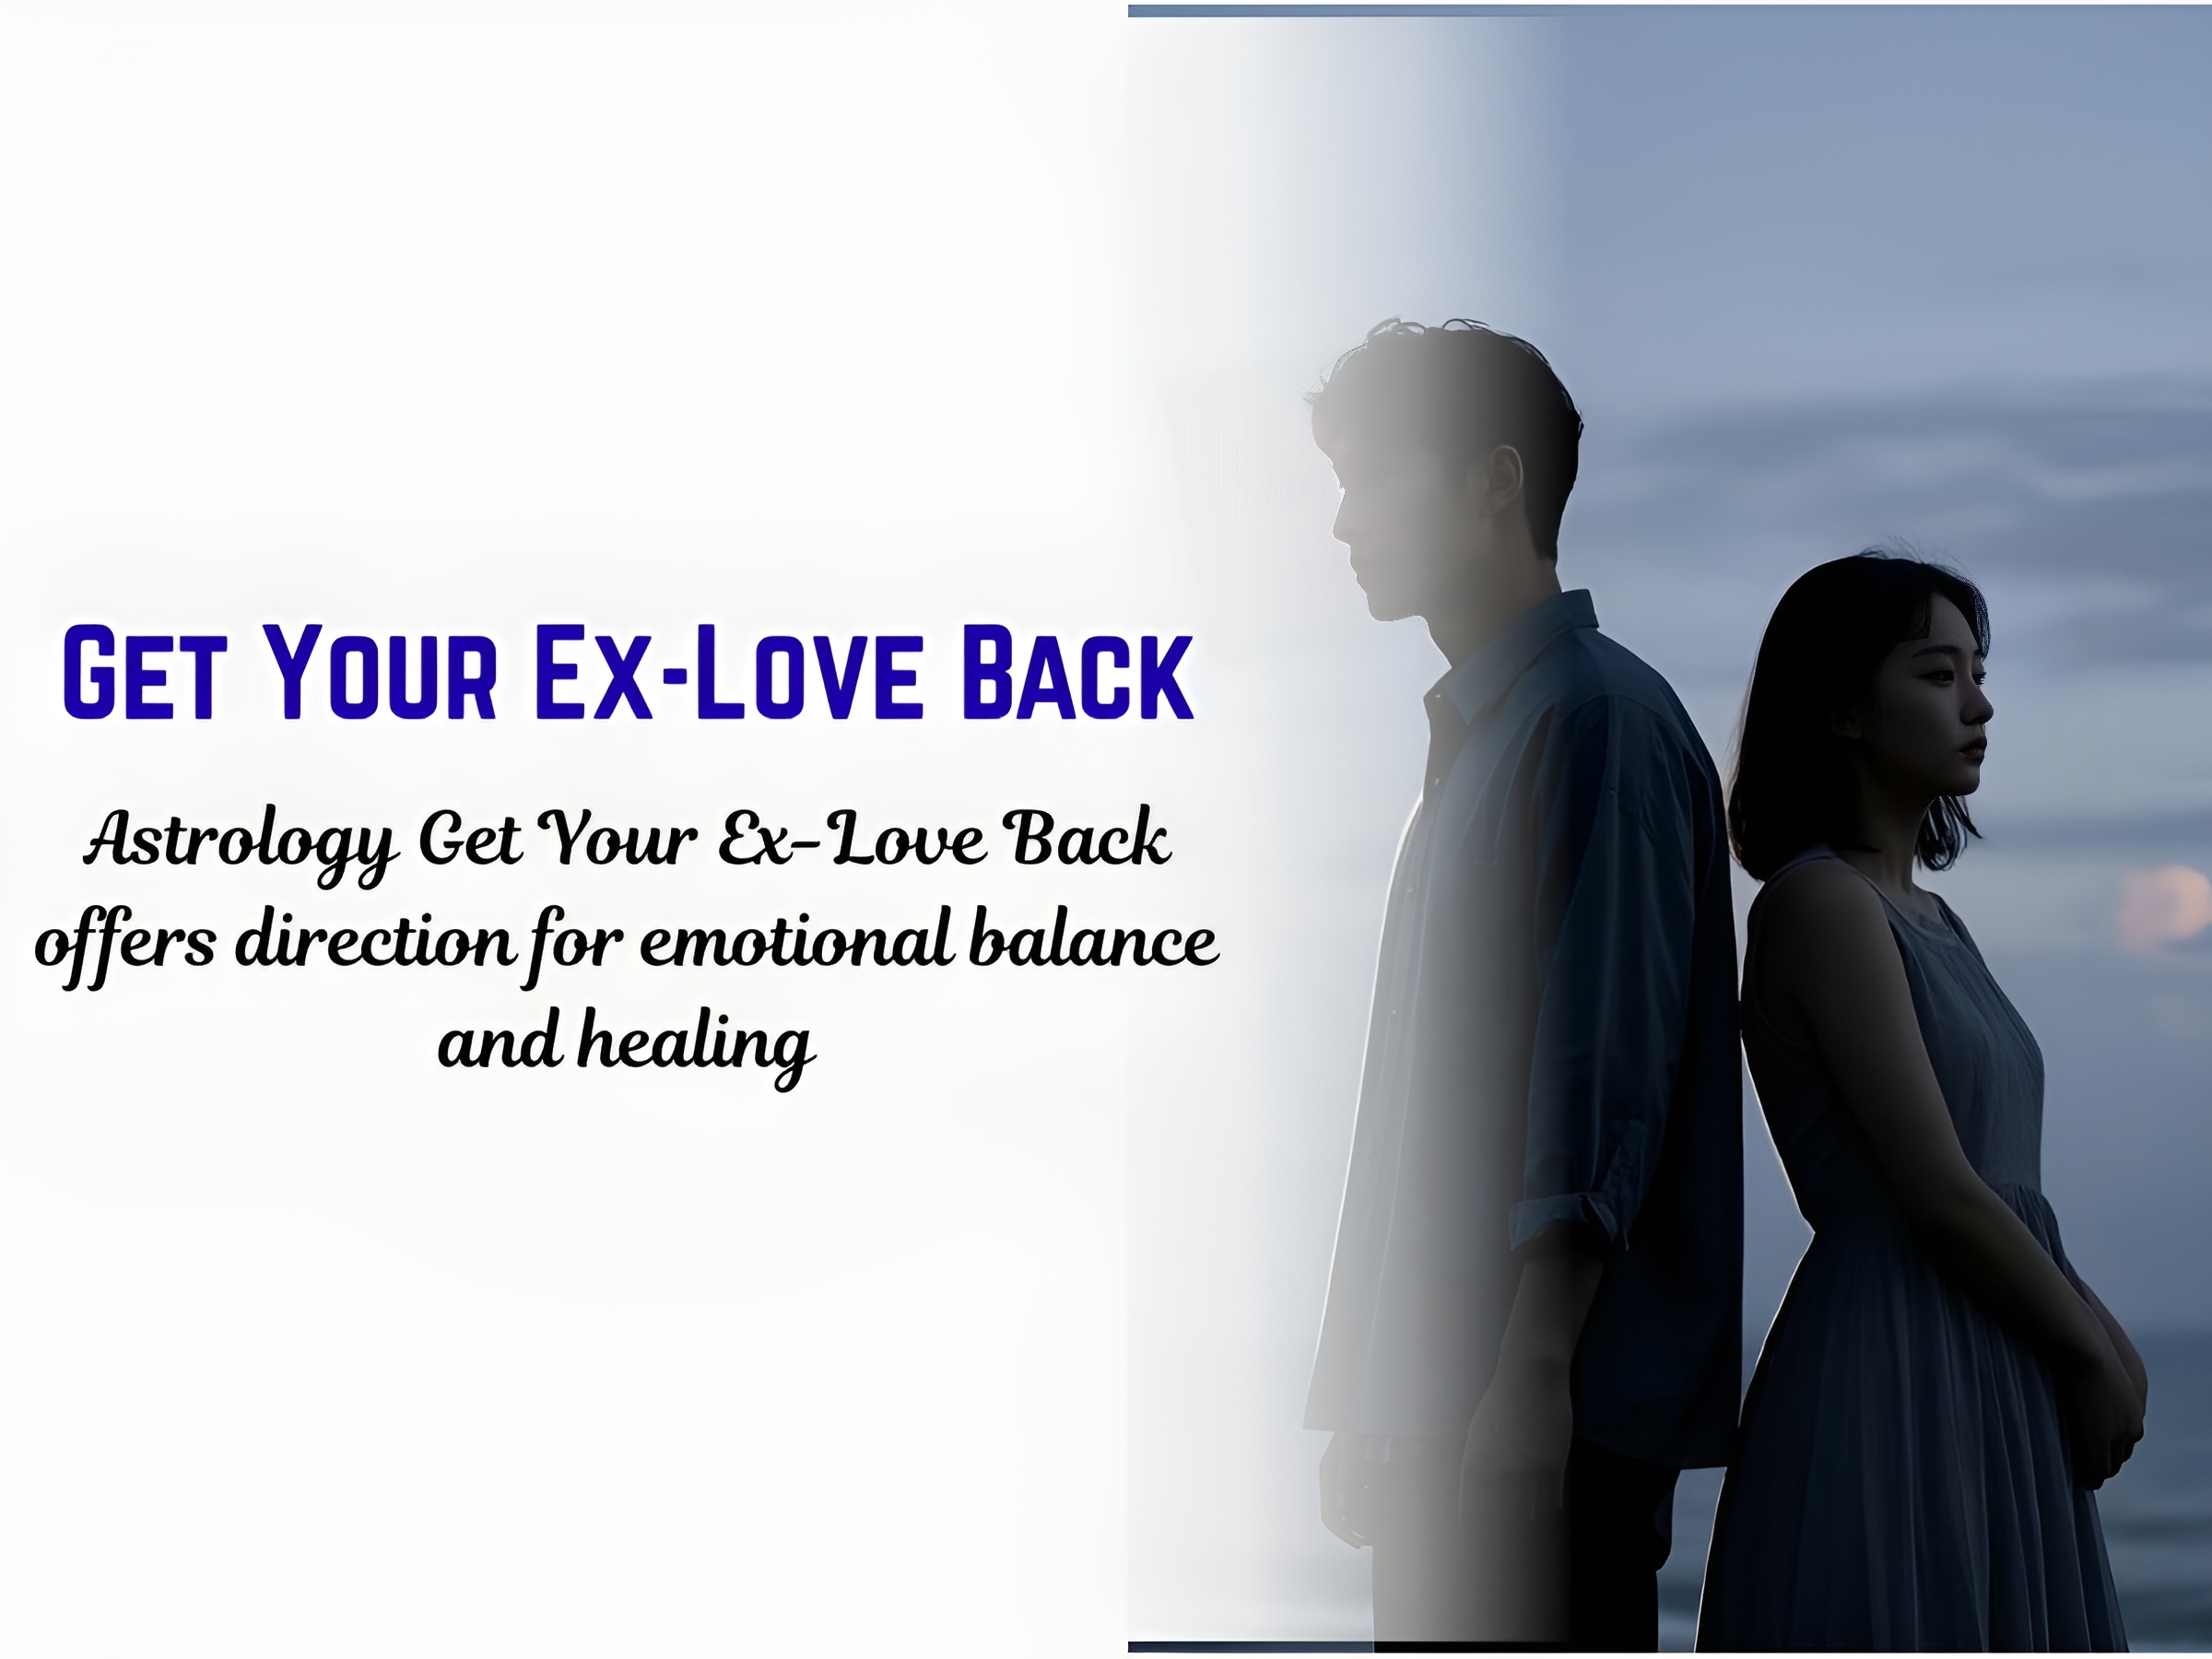 Get Your Ex-Love Back
Astrology Get Your Ex-Love Back
offers direction for emotional balance
and healing